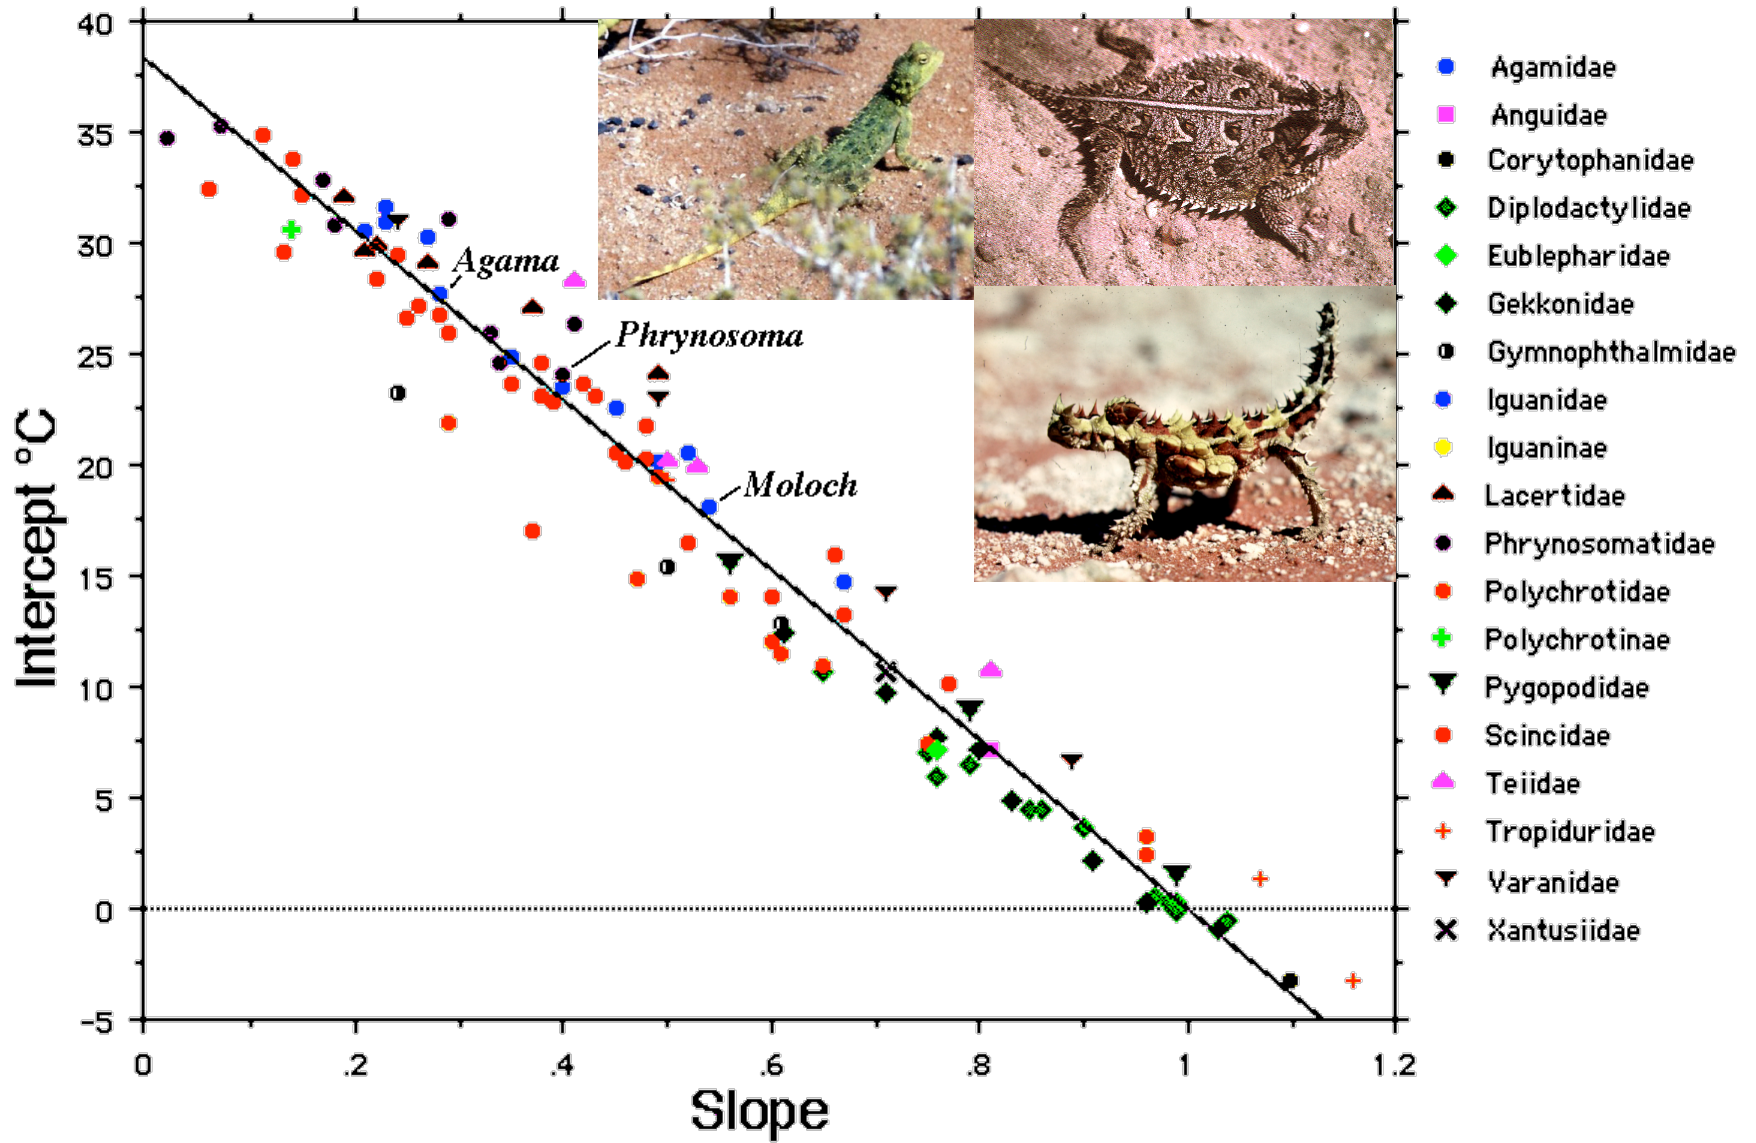 40
35
30
25
20
15
10
5
0
-5
Intercept °C
0
.2
.4
.6
.8
1
1.2
Slope
Agama
Phrynosoma
Moloch
Agamidae
Anguidae
Corytophanidae
Diplodactylidae
Eublepharidae
Gekkonidae
Gymnophthalmidae
Iguanidae
Iguaninae
Lacertidae
Phrynosomatidae
Polychrotidae
Polychrotinae
Pygopodidae
Scincidae
Teiidae
Tropiduridae
Varanidae
Xantusiidae